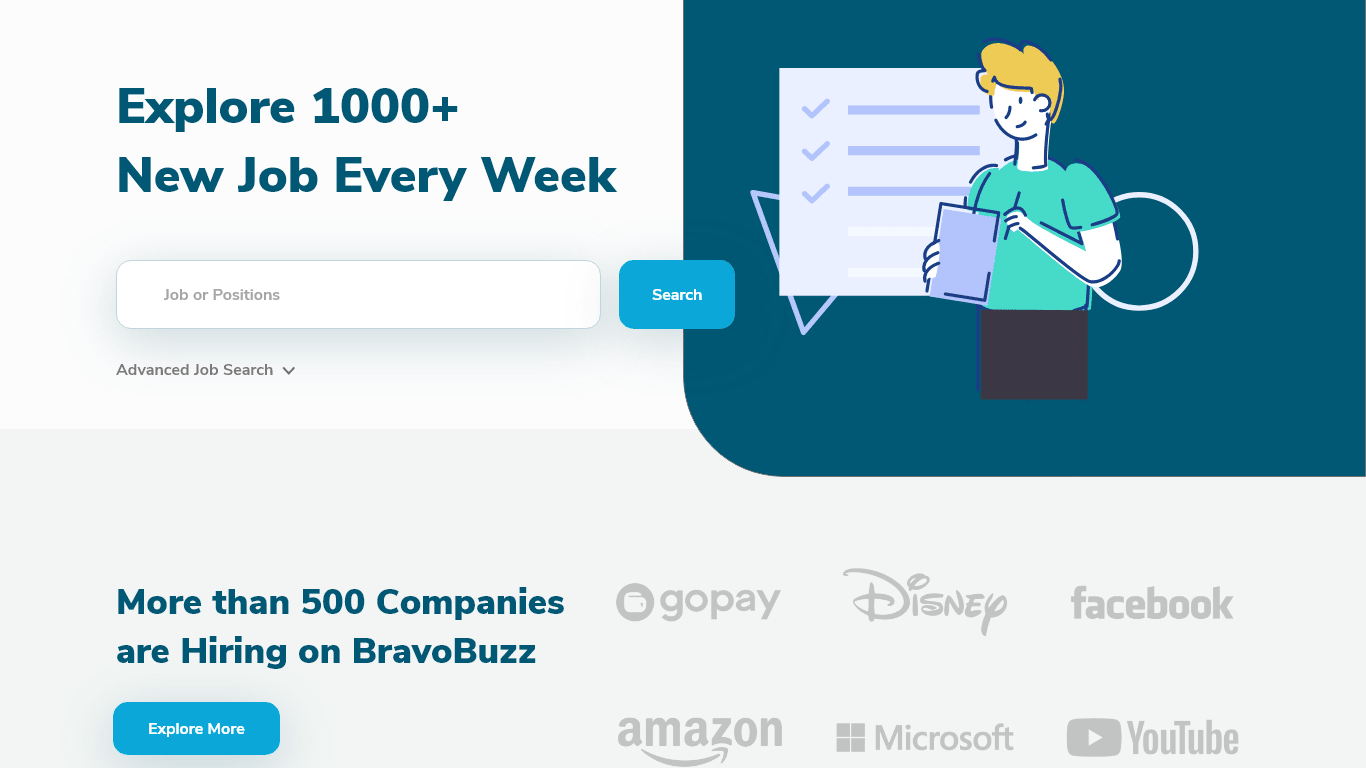 Explore 1000+
New Job Every Week
Job or Positions
Search
Advanced Job Search
More than 500 Companies
are Hiring on BravoBuzz
Explore More
gopay
Disney
facebook
amazon
Microsoft
YouTube